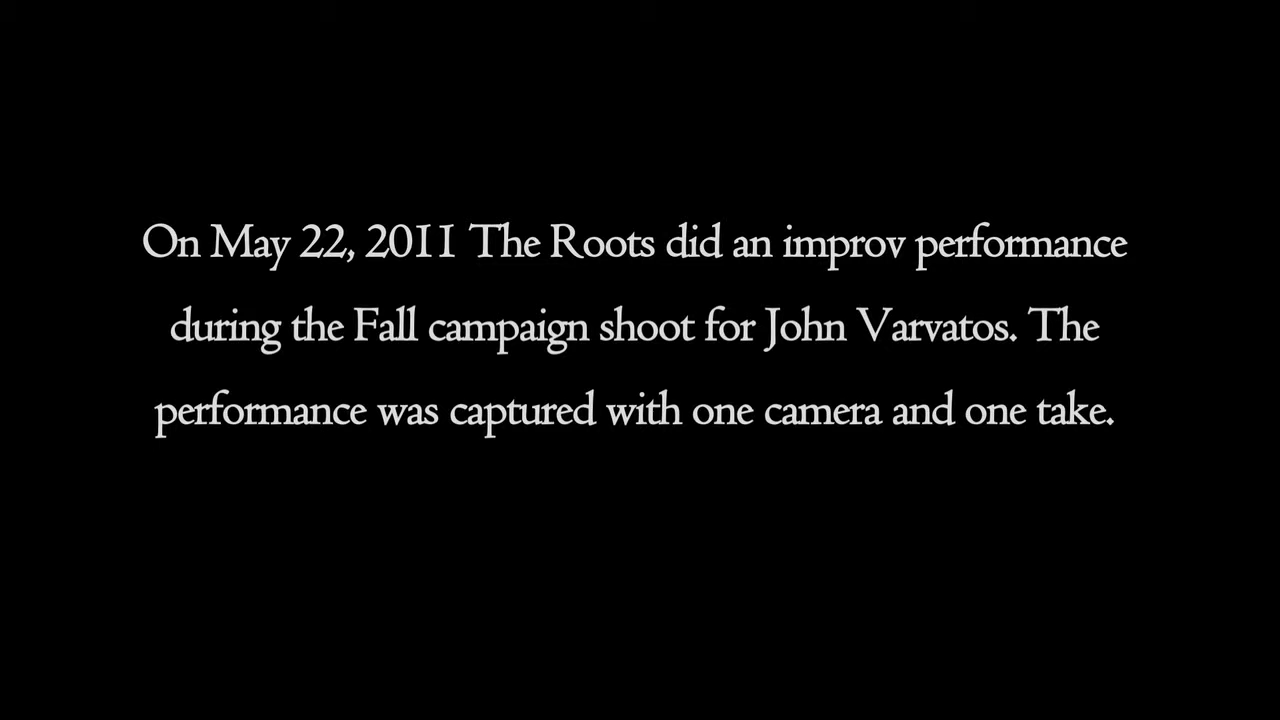 On May 22, 2011 The Roots did an improv performance
during the Fall campaign shoot for John Varvatos. The
performance was captured with one camera and one take.